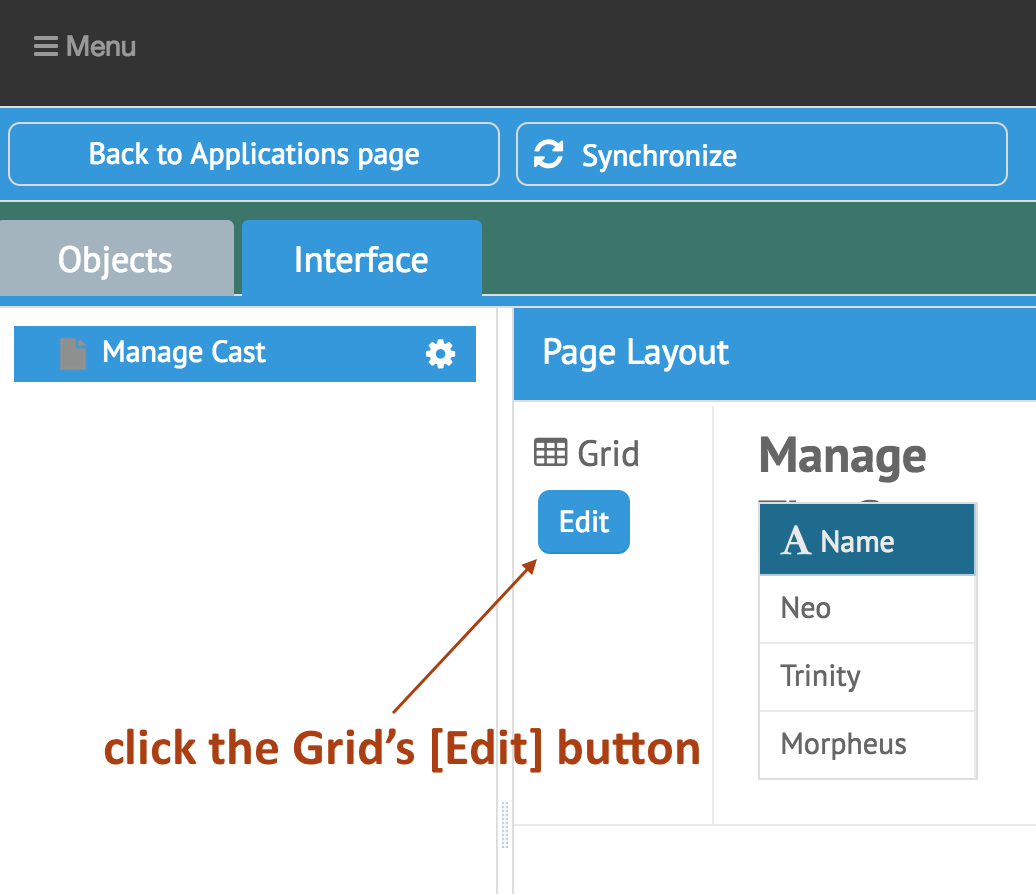 Menu
Back to Applications page
Synchronize
Objects
Interface
Manage Cast
Page Layout
Grid
Edit
Manage
A Name
Neo
Trinity
Morpheus
click the Grid’s [Edit] button